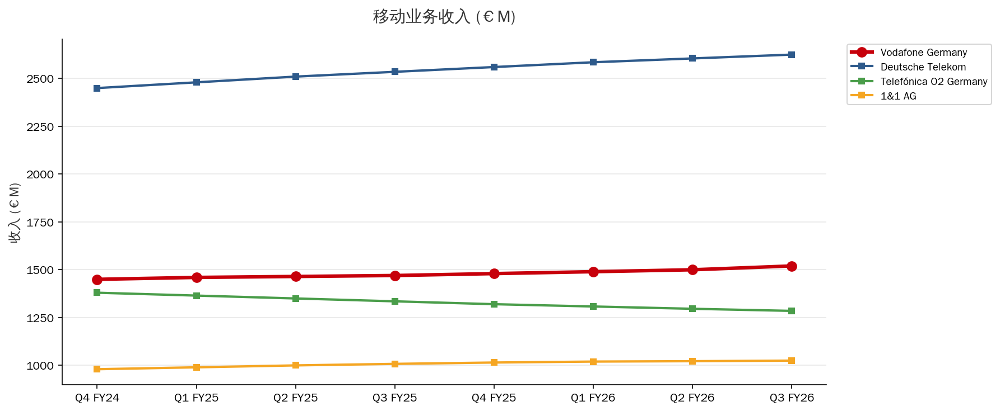 移动业务收入 (€ M)
收入 (€ M)
2500
2250
2000
1750
1500
1250
1000
Q4 FY24 Q1 FY25 Q2 FY25 Q3 FY25 Q4 FY25 Q1 FY26 Q2 FY26 Q3 FY26
Vodafone Germany
Deutsche Telekom
Telefónica O2 Germany
1&1 AG